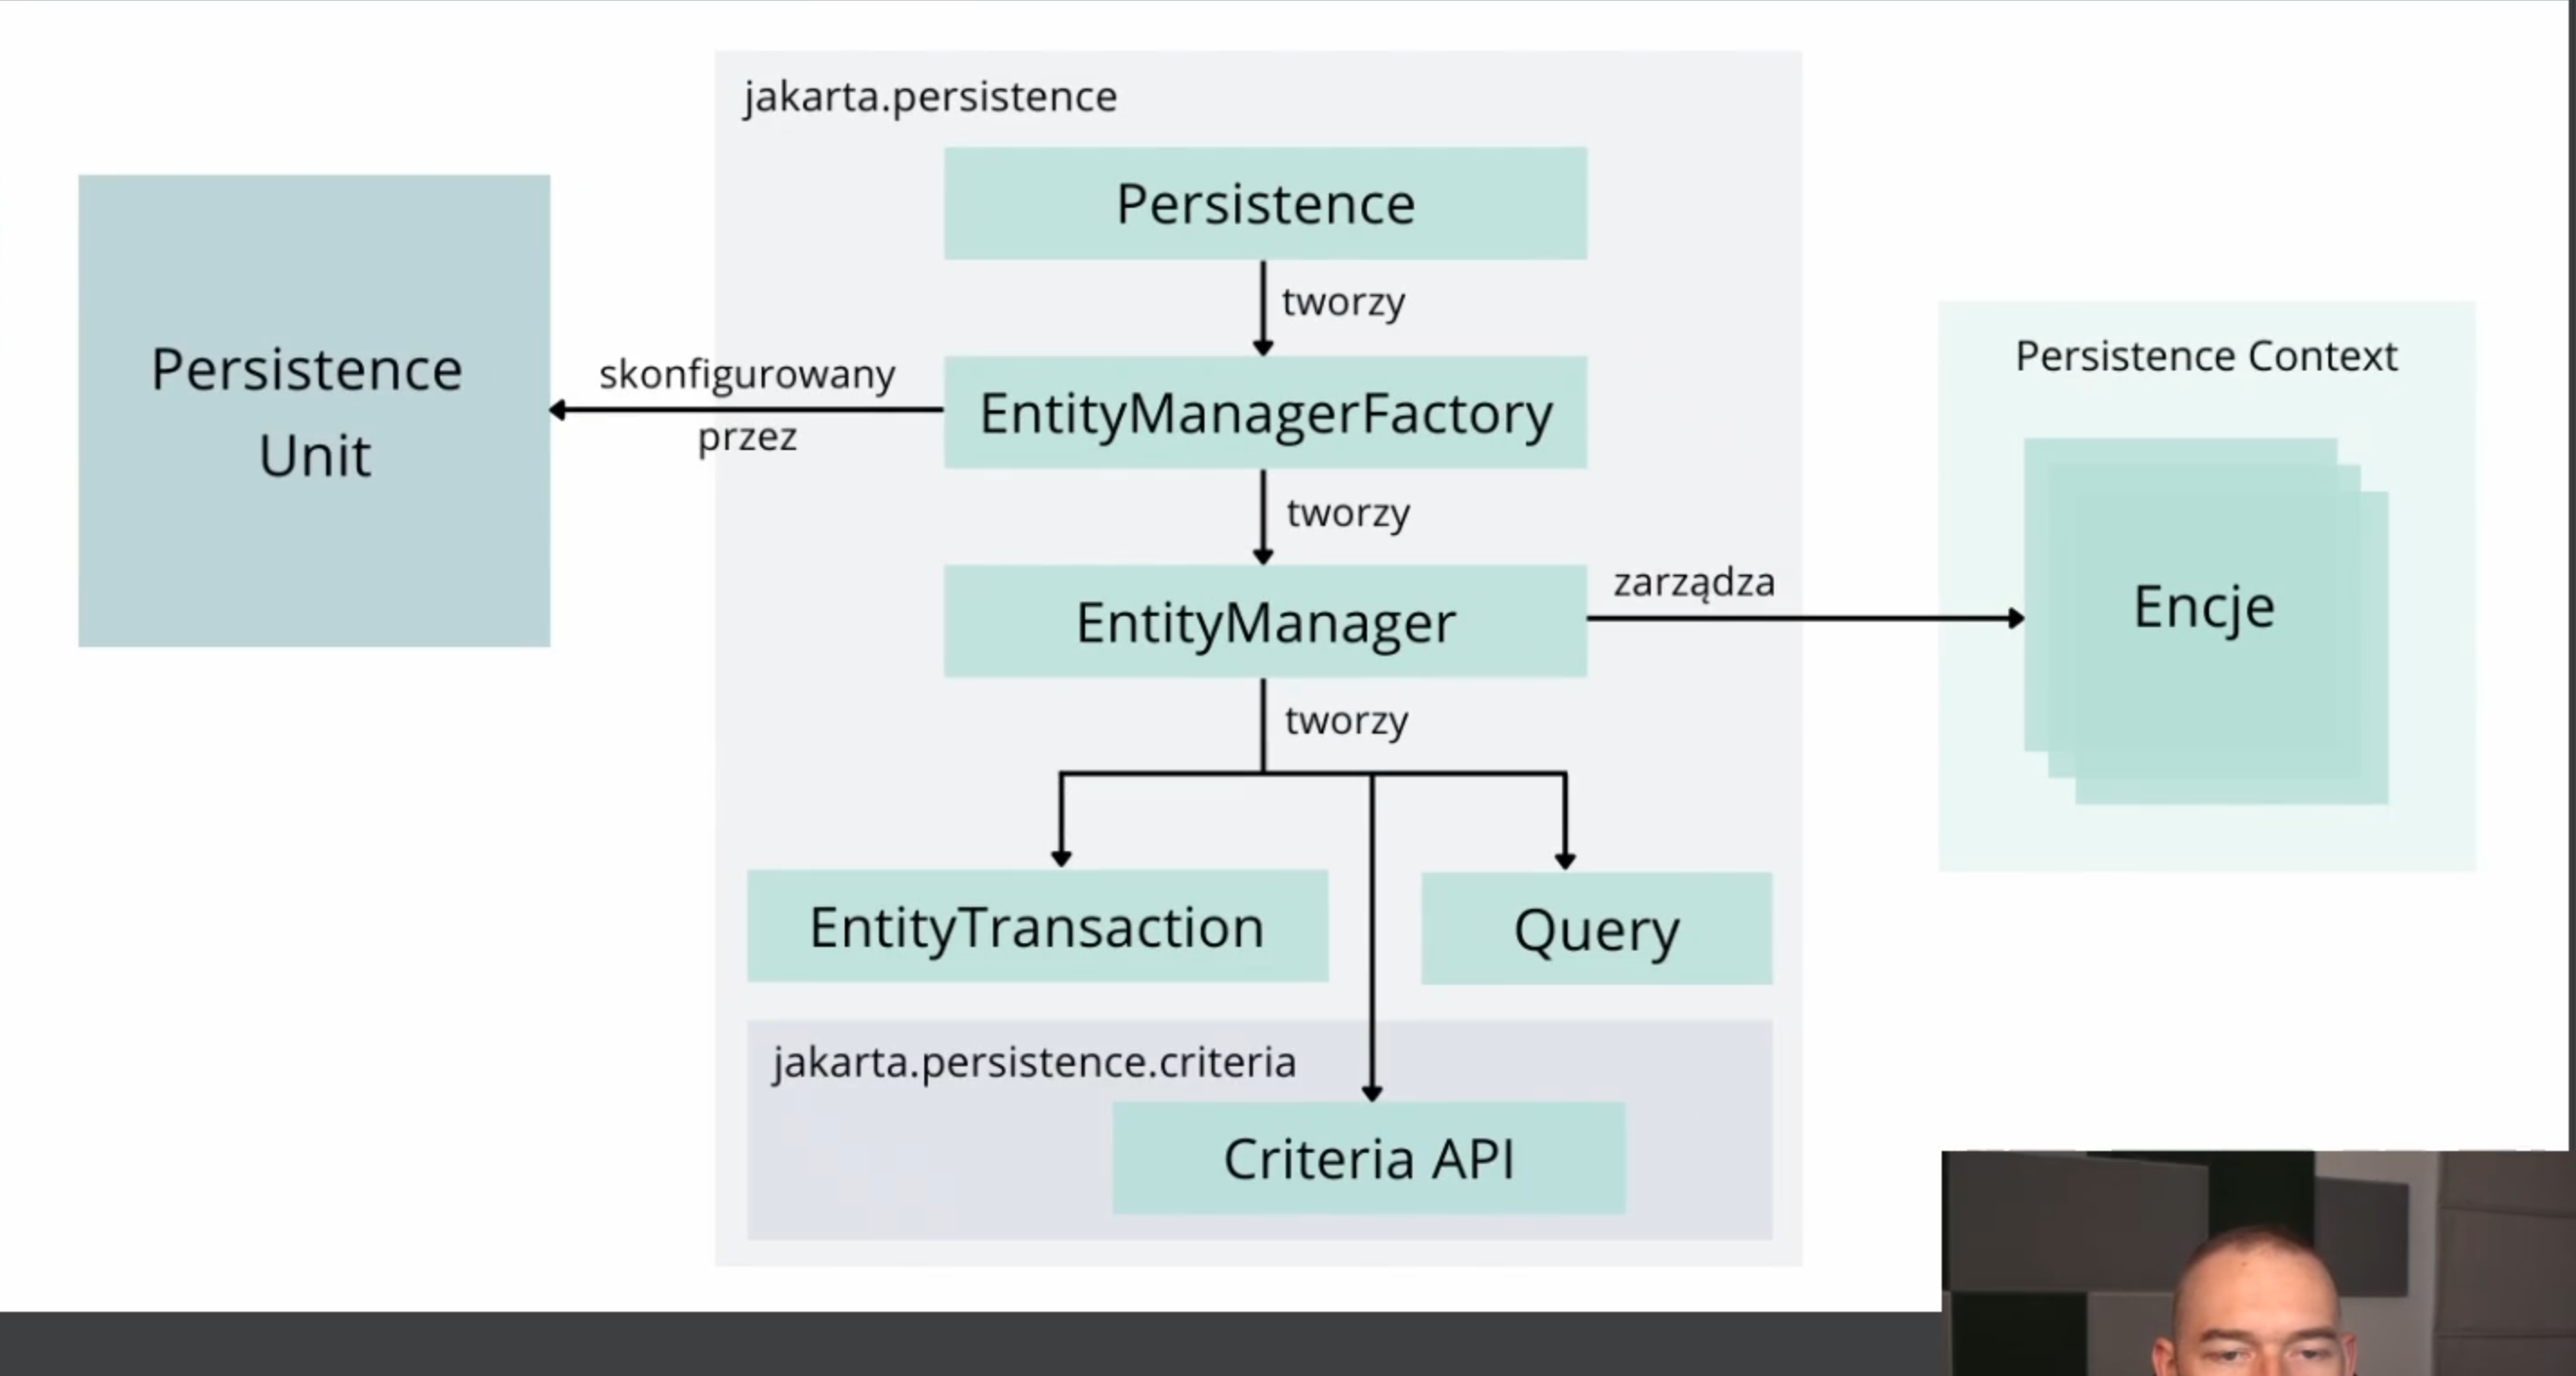 jakarta.persistence
Persistence
tworzy
Persistence
Unit
skonfigurowany
przez
EntityManagerFactory
tworzy
EntityManager
zarządza
Persistence Context
Encje
tworzy
EntityTransaction
Query
jakarta.persistence.criteria
Criteria API